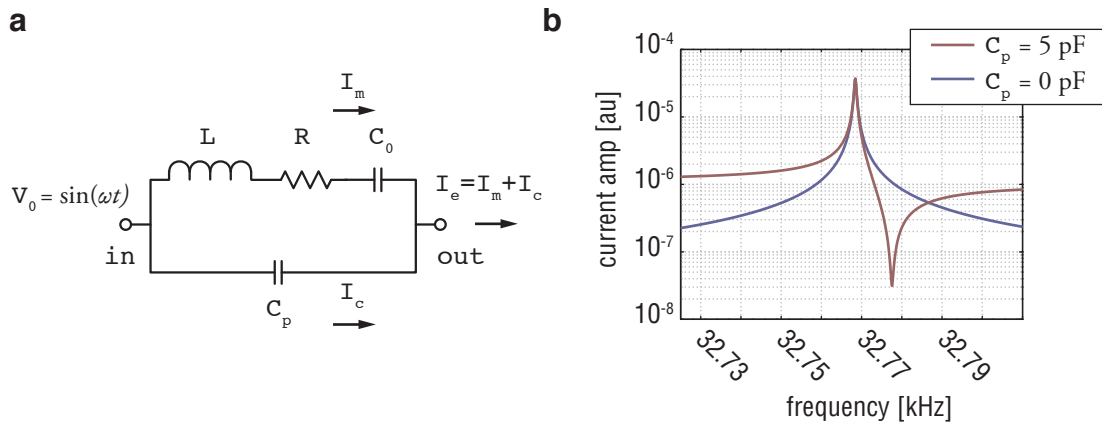 a
I_m
L
R
C_0
V_0 = sin(ωt)
I_e=I_m+I_c
in
out
C_p
I_c
b
C_p = 5 pF
C_p = 0 pF
current amp [au]
10^-4
10^-5
10^-6
10^-7
10^-8
32.73
32.75
32.77
32.79
frequency [kHz]